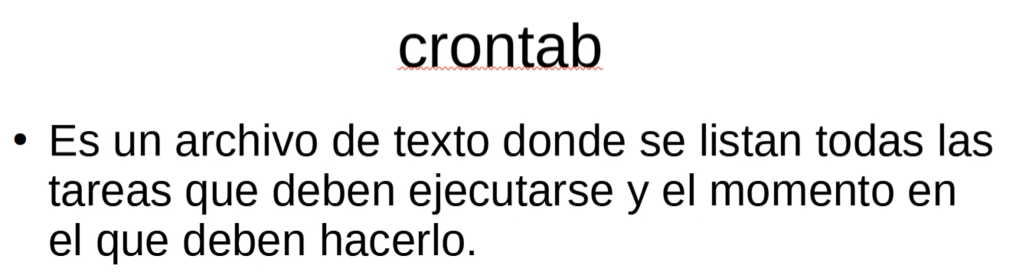 crontab
• Es un archivo de texto donde se listan todas las
tareas que deben ejecutarse y el momento en
el que deben hacerlo.